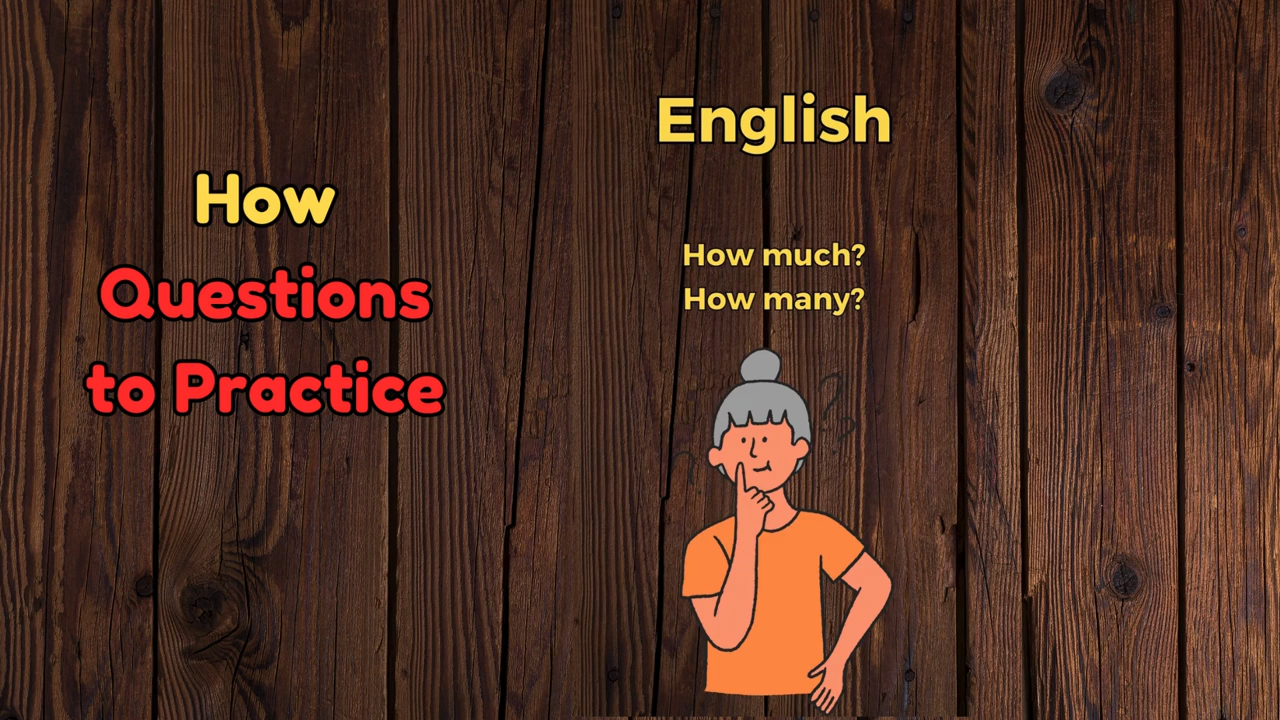 How
Questions
to Practice
English
How much?
How many?